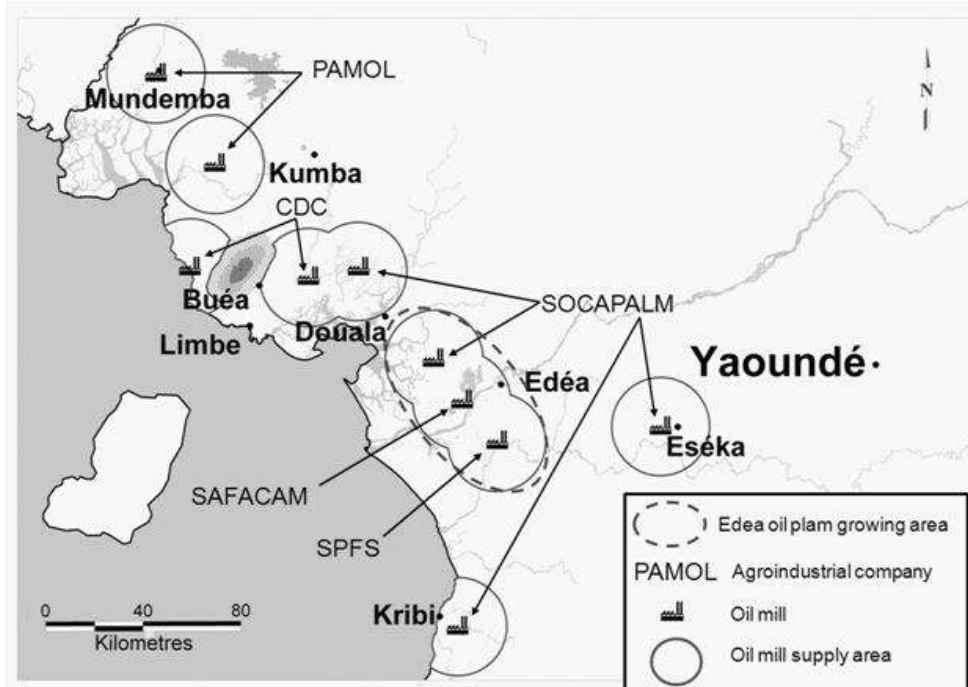 PAMOL
N
Mundemba
Kumba
CDC
Buéa
SOCAPALM
Limbe
Douala
Yaoundé
Edéa
Eséka
SAFACAM
SPFS
Kribi
0 40 80
Kilometres
Edea oil plam growing area
PAMOL Agroindustrial company
Oil mill
Oil mill supply area